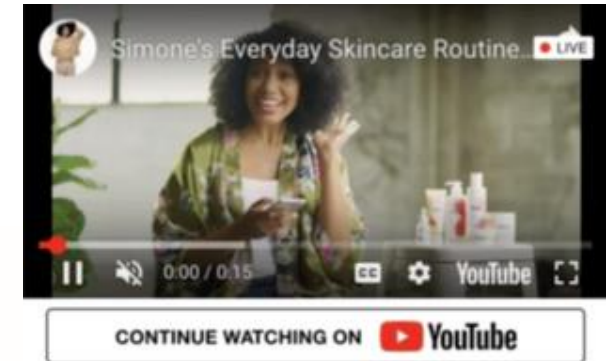 Simone's Everyday Skincare Routine...
LIVE
0:00 / 0:15
CC
YouTube
CONTINUE WATCHING ON YouTube